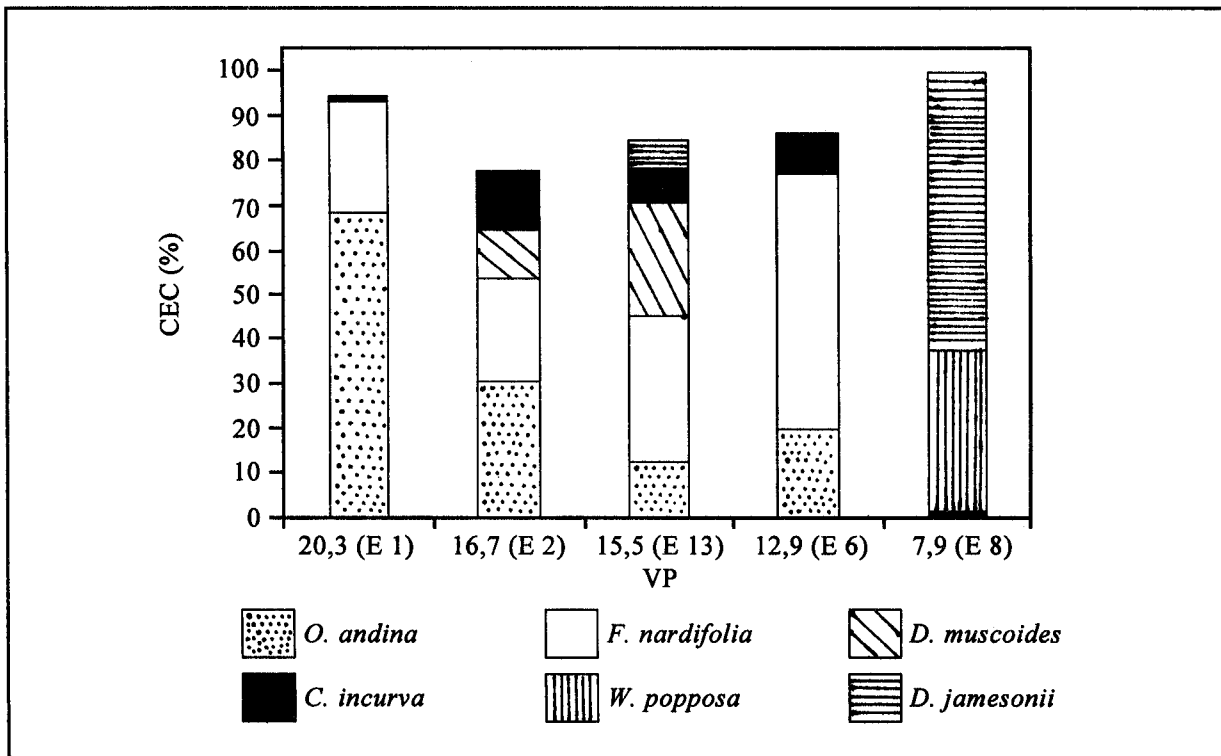 100
90
80
70
60
50
40
30
20
10
0
CEC (%)
20,3 (E 1) 16,7 (E 2) 15,5 (E 13) 12,9 (E 6) 7,9 (E 8)
VP
O. andina F. nardifolia D. muscoides
C. incurva W. popposa D. jamesonii